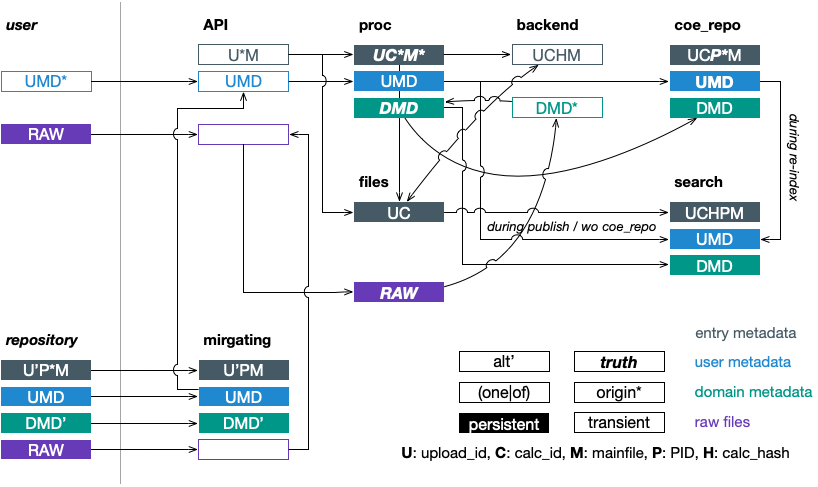 user
API
proc
backend
coe_repo
U*M
UC*M*
UCHM
UCP*M
UMD*
UMD
UMD
UMD
DMD
DMD*
DMD
RAW
during re-index
files
search
UC
UCHPM
during publish / wo coe_repo
UMD
DMD
RAW
repository
mirgating
entry metadata
U'P*M
U'PM
alt'
truth
user metadata
UMD
UMD
(one|of)
origin*
domain metadata
DMD'
DMD'
persistent
transient
raw files
RAW
U: upload_id, C: calc_id, M: mainfile, P: PID, H: calc_hash